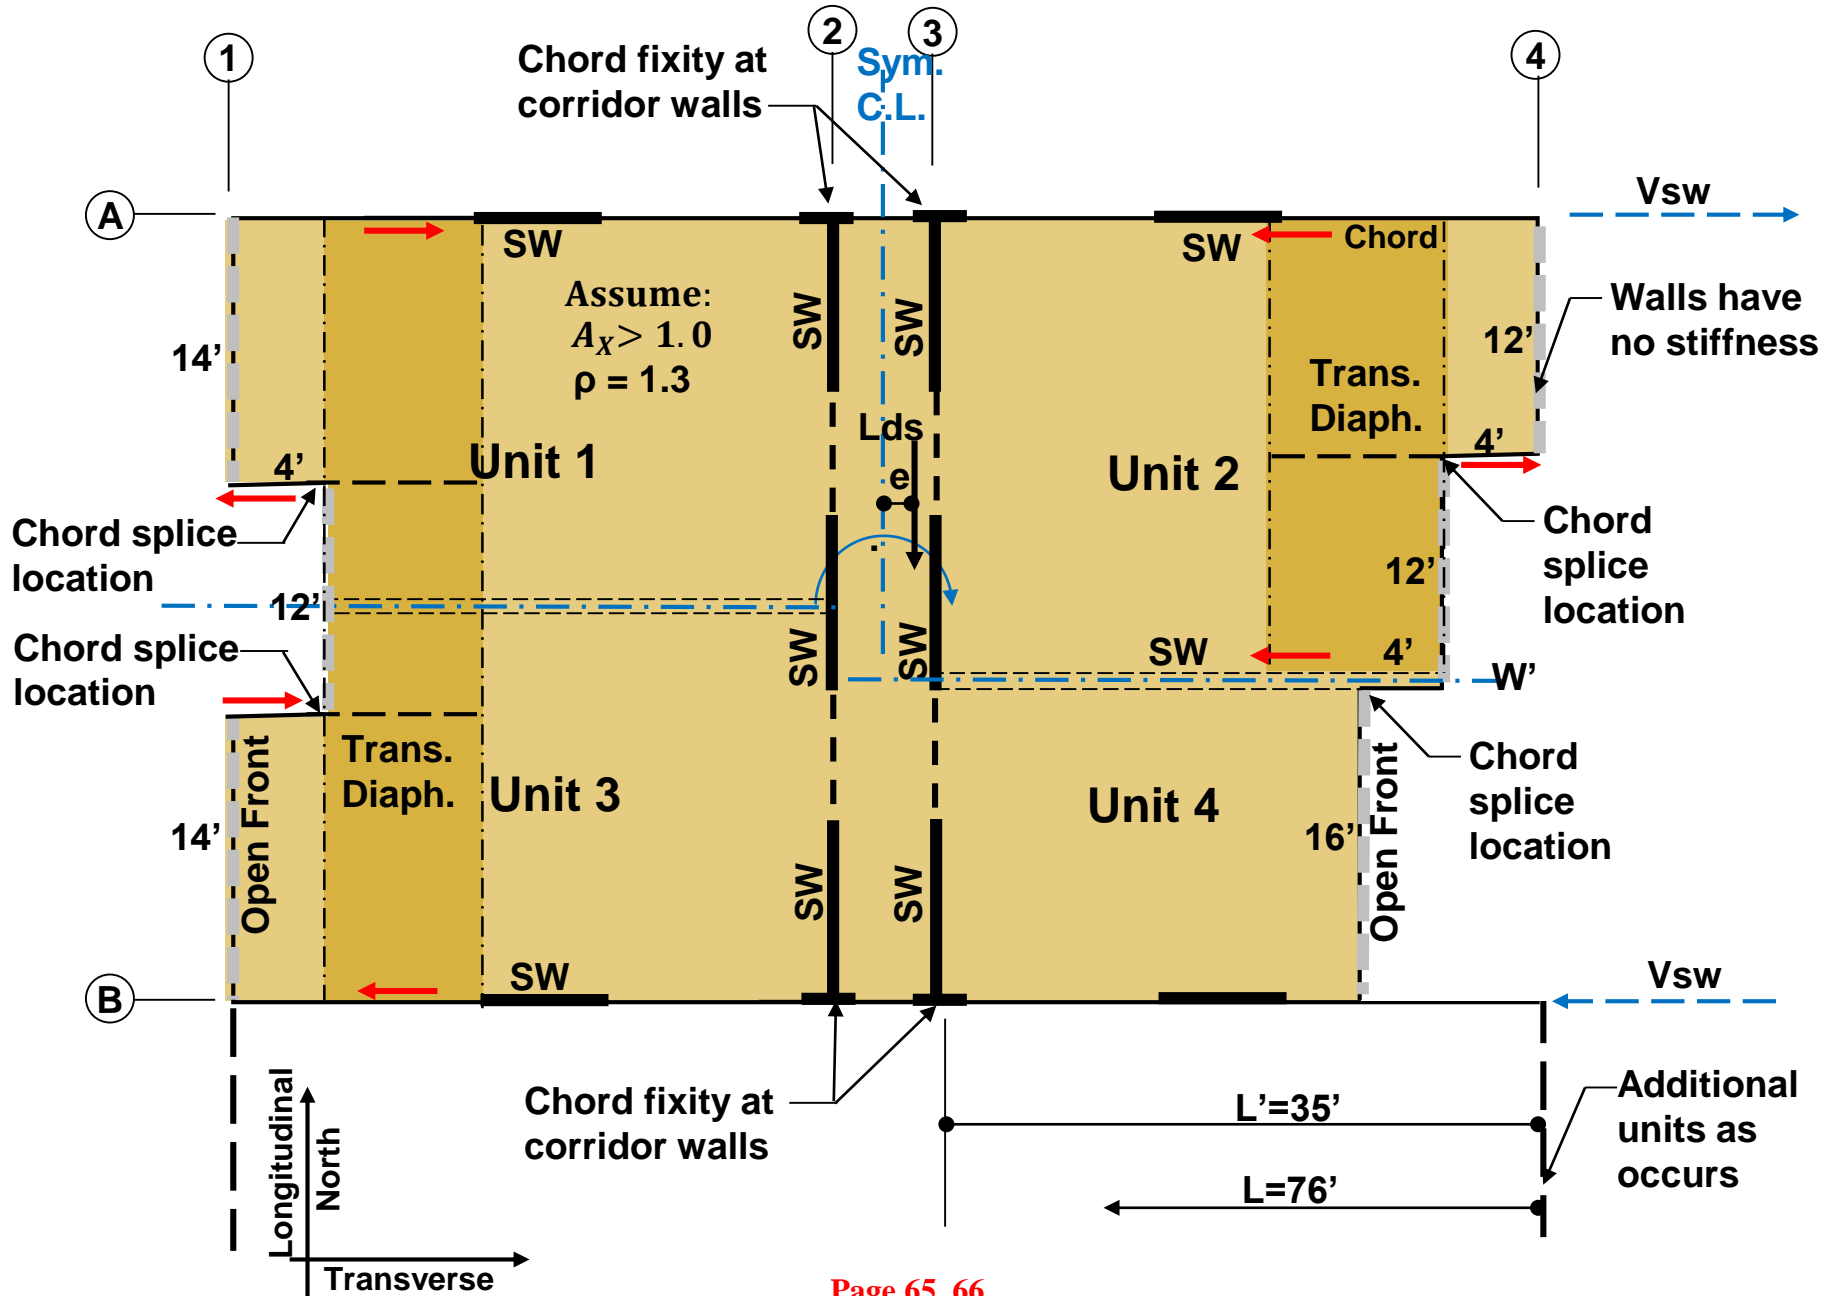 1
2
3
4
Chord fixity at
corridor walls
Sym.
C.L.
A
Vsw
SW
SW
Chord
Assume:
A_X> 1.0
ρ = 1.3
SW
SW
Walls have
no stiffness
14’
12’
Trans.
Diaph.
Lds
e
.
Unit 1
Unit 2
4’
4’
Chord splice
location
Chord
splice
location
12’
12’
Chord splice
location
SW
SW
SW
4’
W’
Open Front
Trans.
Diaph.
Unit 3
Unit 4
14’
16’
Open Front
Chord
splice
location
SW
SW
SW
B
Vsw
Longitudinal
North
Transverse
Chord fixity at
corridor walls
L’=35’
L=76’
Additional
units as
occurs
Page 65, 66